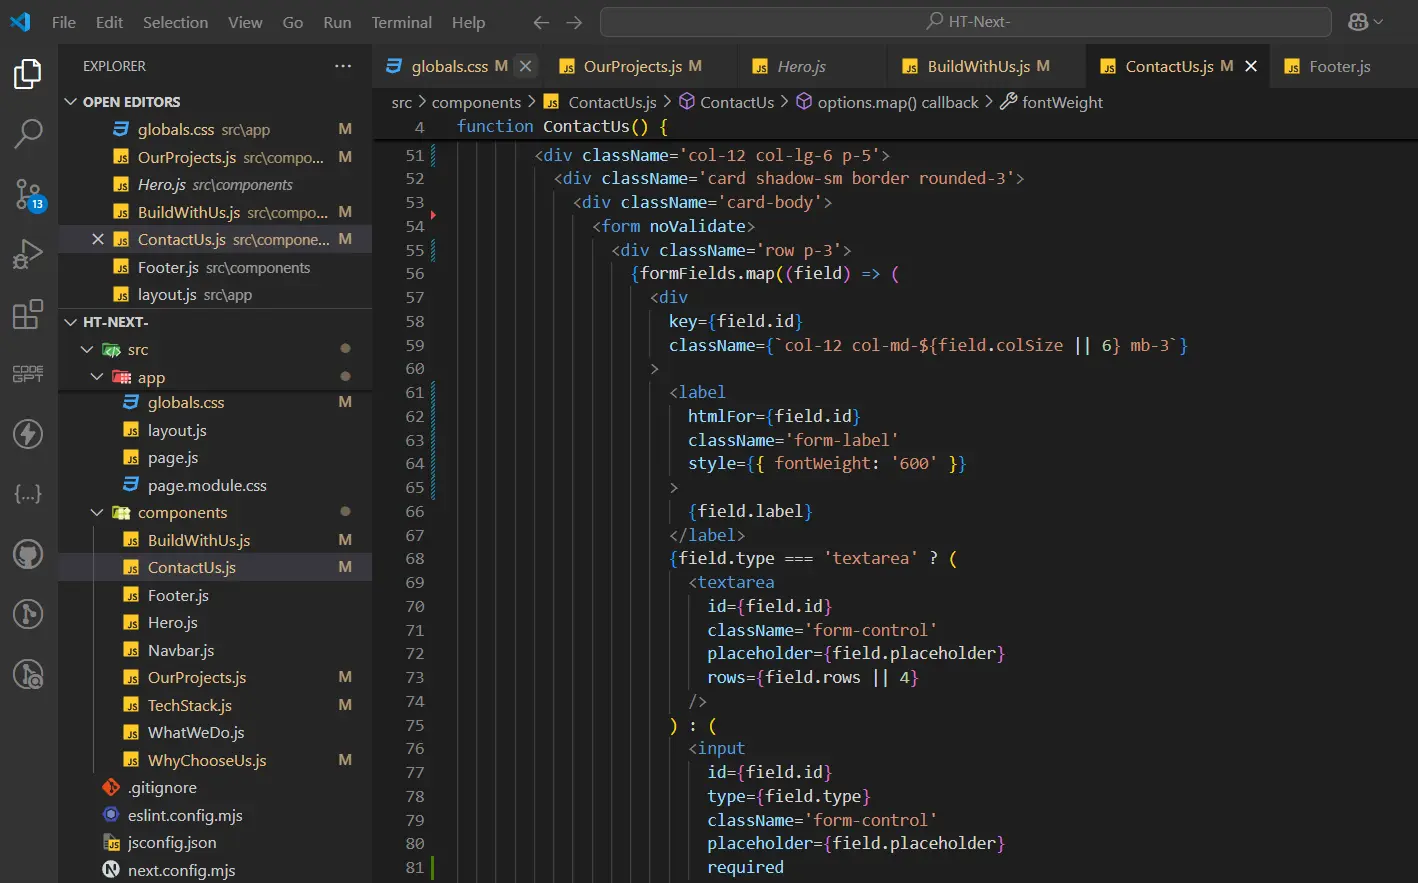 File Edit Selection View Go Run Terminal Help HT-Next-
EXPLORER ...
OPEN EDITORS
globals.css src\app M
OurProjects.js src\compo... M
Hero.js src\components
BuildWithUs.js src\compo... M
ContactUs.js src\compone... M
Footer.js src\components
layout.js src\app
HT-NEXT-
src
app
globals.css M
layout.js
page.js
page.module.css
components
BuildWithUs.js M
ContactUs.js M
Footer.js
Hero.js
Navbar.js
OurProjects.js M
TechStack.js M
WhatWeDo.js
WhyChooseUs.js M
.gitignore
eslint.config.mjs
jsconfig.json
next.config.mjs
13
CODE
GPT
{...}
globals.css M OurProjects.js M Hero.js BuildWithUs.js M ContactUs.js M Footer.js
src > components > JS ContactUs.js > ContactUs > options.map() callback > fontWeight
4 function ContactUs() {
51 <div className='col-12 col-lg-6 p-5'>
52 <div className='card shadow-sm border rounded-3'>
53 <div className='card-body'>
54 <form noValidate>
55 <div className='row p-3'>
56 {formFields.map((field) => (
57 <div
58 key={field.id}
59 className={`col-12 col-md-${field.colSize || 6} mb-3`}
60 >
61 <label
62 htmlFor={field.id}
63 className='form-label'
64 style={{ fontWeight: '600' }}
65 >
66 {field.label}
67 </label>
68 {field.type === 'textarea' ? (
69 <textarea
70 id={field.id}
71 className='form-control'
72 placeholder={field.placeholder}
73 rows={field.rows || 4}
74 />
75 ) : (
76 <input
77 id={field.id}
78 type={field.type}
79 className='form-control'
80 placeholder={field.placeholder}
81 required